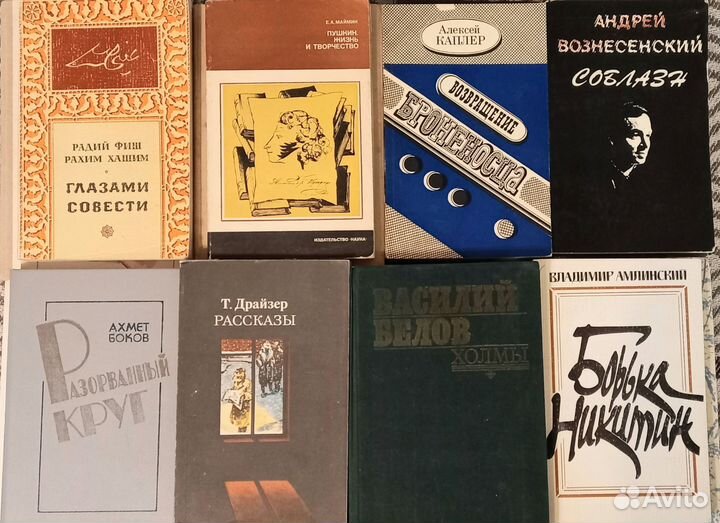 РАДИЙ ФИШ
РАХИМ ХАШИМ
ГЛАЗАМИ
СОВЕСТИ
Е.А.МАЙМИН
ПУШКИН.
ЖИЗНЬ
И ТВОРЧЕСТВО
ИЗДАТЕЛЬСТВО «НАУКА»
Алексей
КАПЛЕР
ВОЗВРАЩЕНИЕ
БРОНЕНОСЦА
АНДРЕЙ
ВОЗНЕСЕНСКИЙ
СОБЛАЗН
АХМЕТ
БОКОВ
РАЗОРВАННЫЙ
КРУГ
Т. Драйзер
РАССКАЗЫ
ВАСИЛИЙ
БЕЛОВ
ХОЛМЫ
ВЛАДИМИР АМЛИНСКИЙ
Борька
Никитин
Avito